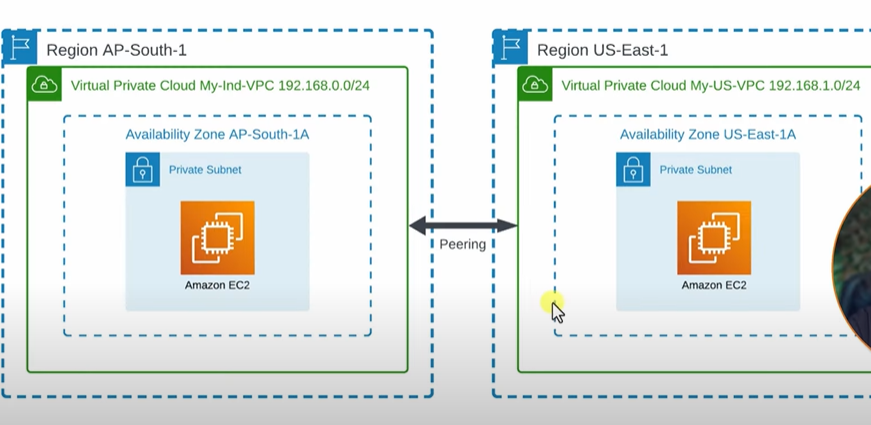 Region AP-South-1
Virtual Private Cloud My-Ind-VPC 192.168.0.0/24
Availability Zone AP-South-1A
Private Subnet
Amazon EC2
Peering
Region US-East-1
Virtual Private Cloud My-US-VPC 192.168.1.0/24
Availability Zone US-East-1A
Private Subnet
Amazon EC2